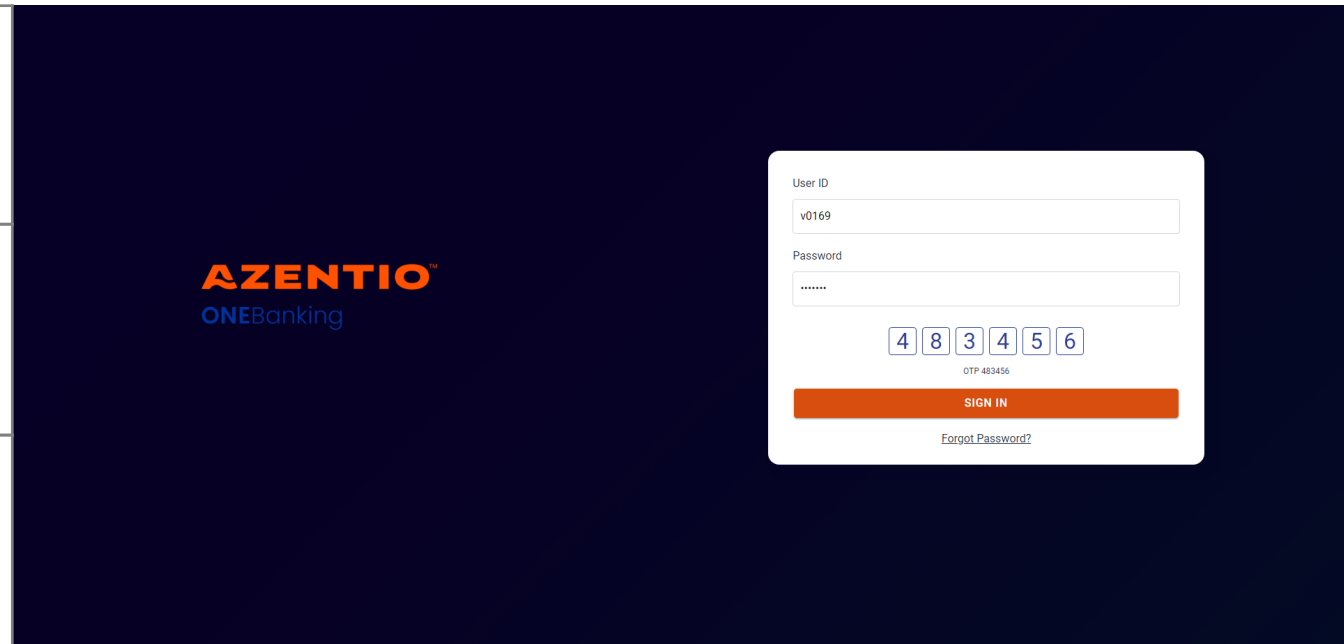 AZENTIO™
ONEBanking
User ID
v0169
Password
•••••••
4 8 3 4 5 6
OTP 483456
SIGN IN
Forgot Password?